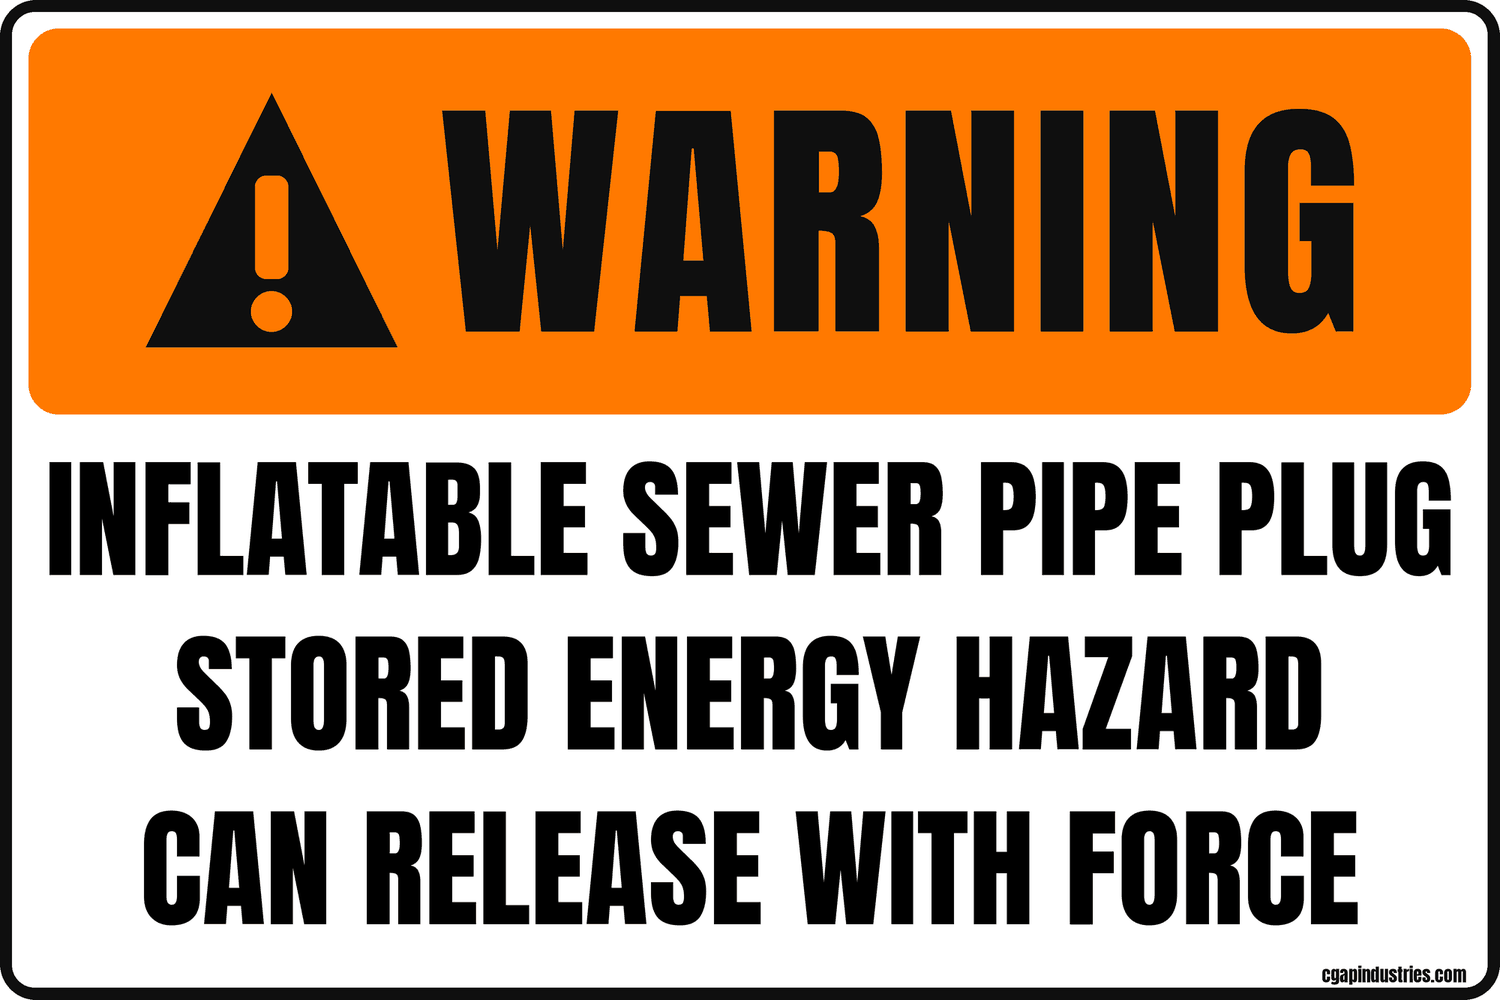 WARNING
INFLATABLE SEWER PIPE PLUG
STORED ENERGY HAZARD
CAN RELEASE WITH FORCE
cgapindustries.com